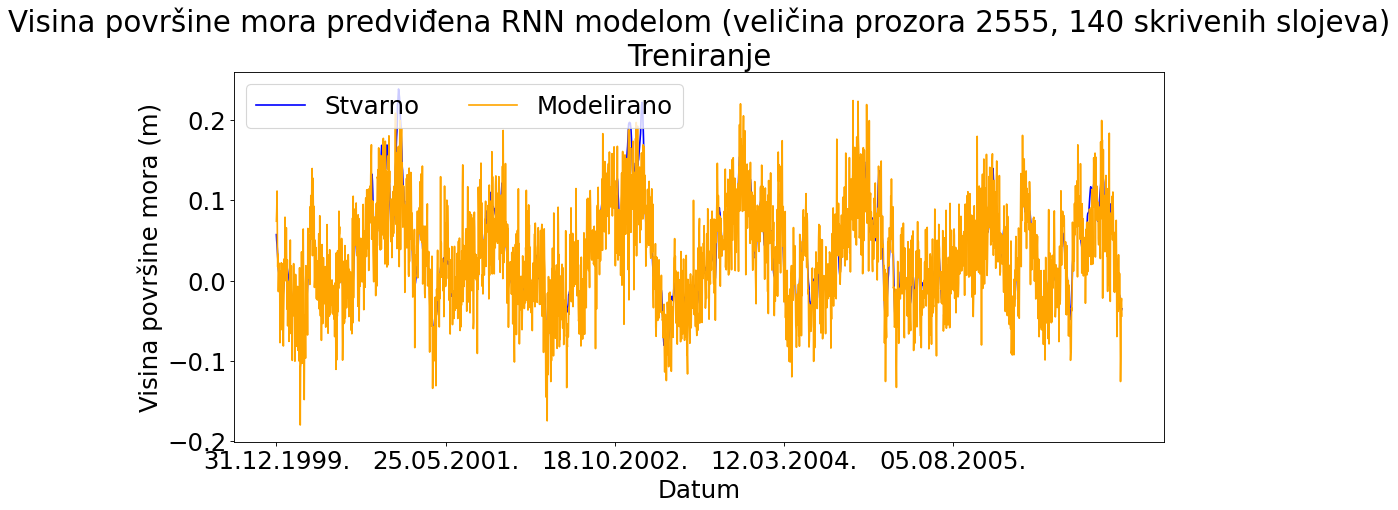 Visina površine mora predviđena RNN modelom (veličina prozora 2555, 140 skrivenih slojeva)
Treniranje
Stvarno Modelirano
Visina površine mora (m)
0.2
0.1
0.0
−0.1
−0.2
31.12.1999. 25.05.2001. 18.10.2002. 12.03.2004. 05.08.2005.
Datum